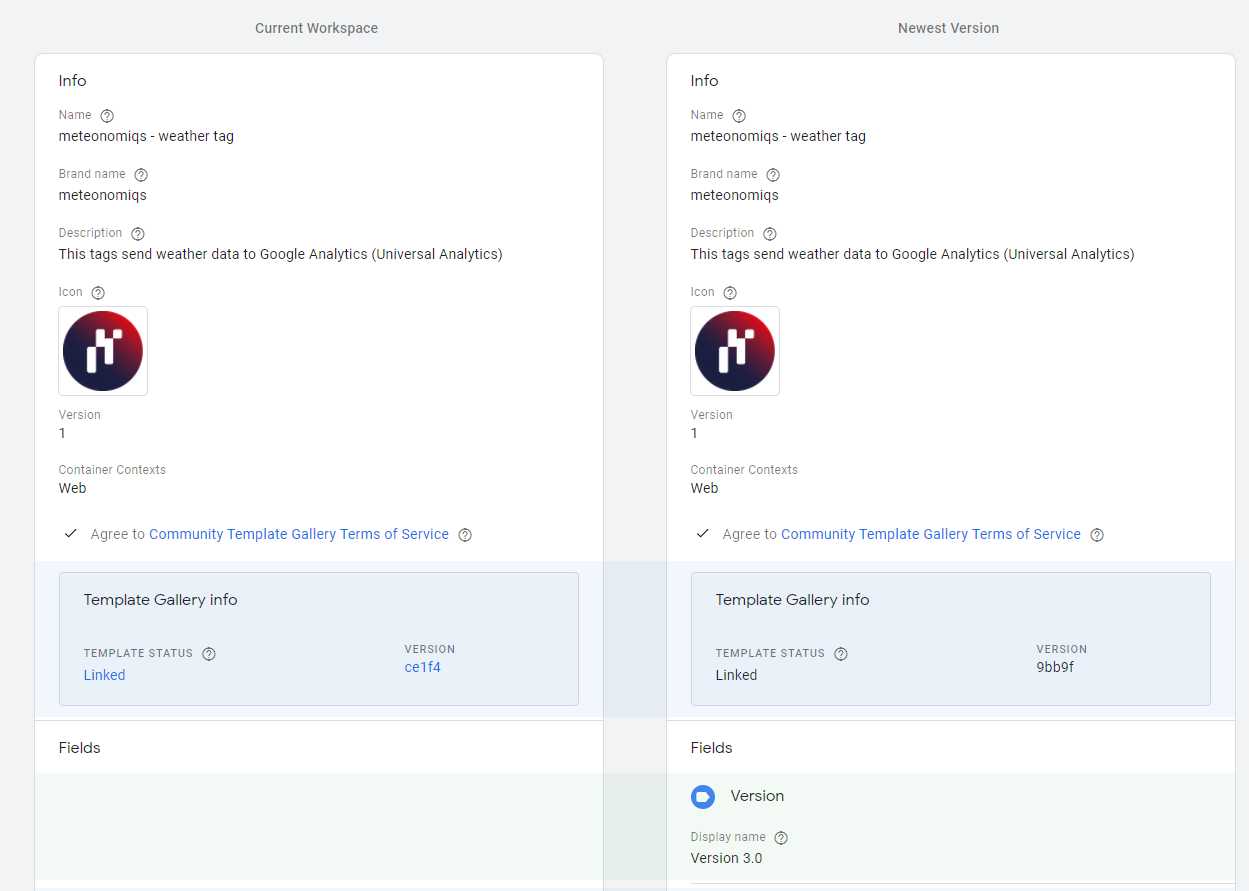 Current Workspace
Info
Name
meteonomiqs - weather tag
Brand name
meteonomiqs
Description
This tags send weather data to Google Analytics (Universal Analytics)
Icon
Version
1
Container Contexts
Web
Agree to Community Template Gallery Terms of Service
Template Gallery info
TEMPLATE STATUS
Linked
VERSION
ce1f4
Fields
Newest Version
Info
Name
meteonomiqs - weather tag
Brand name
meteonomiqs
Description
This tags send weather data to Google Analytics (Universal Analytics)
Icon
Version
1
Container Contexts
Web
Agree to Community Template Gallery Terms of Service
Template Gallery info
TEMPLATE STATUS
Linked
VERSION
9bb9f
Fields
Version
Display name
Version 3.0